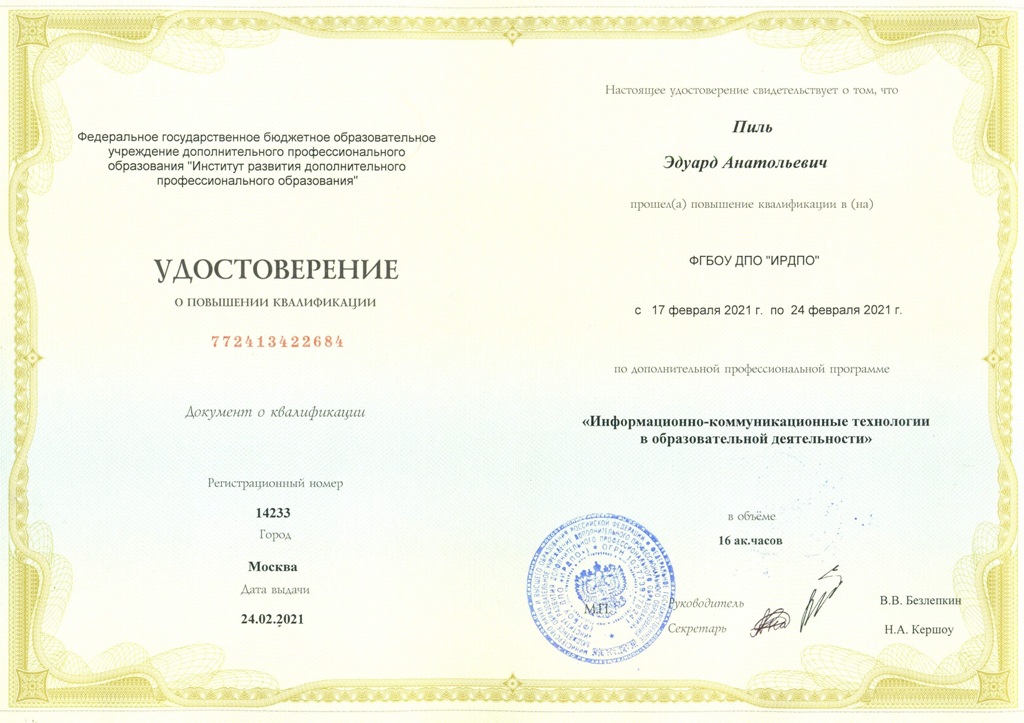 Федеральное государственное бюджетное образовательное
учреждение дополнительного профессионального
образования "Институт развития дополнительного
профессионального образования"
УДОСТОВЕРЕНИЕ
О ПОВЫШЕНИИ КВАЛИФИКАЦИИ
772413422684
Документ о квалификации
Регистрационный номер
14233
Город
Москва
Дата выдачи
24.02.2021
Настоящее удостоверение свидетельствует о том, что
Пиль
Эдуард Анатольевич
прошел(а) повышение квалификации в (на)
ФГБОУ ДПО "ИРДПО"
с 17 февраля 2021 г. по 24 февраля 2021 г.
по дополнительной профессиональной программе
«Информационно-коммуникационные технологии
в образовательной деятельности»
в объёме
16 ак.часов
М.П.
Руководитель
В.В. Безлепкин
Секретарь
Н.А. Кершоу